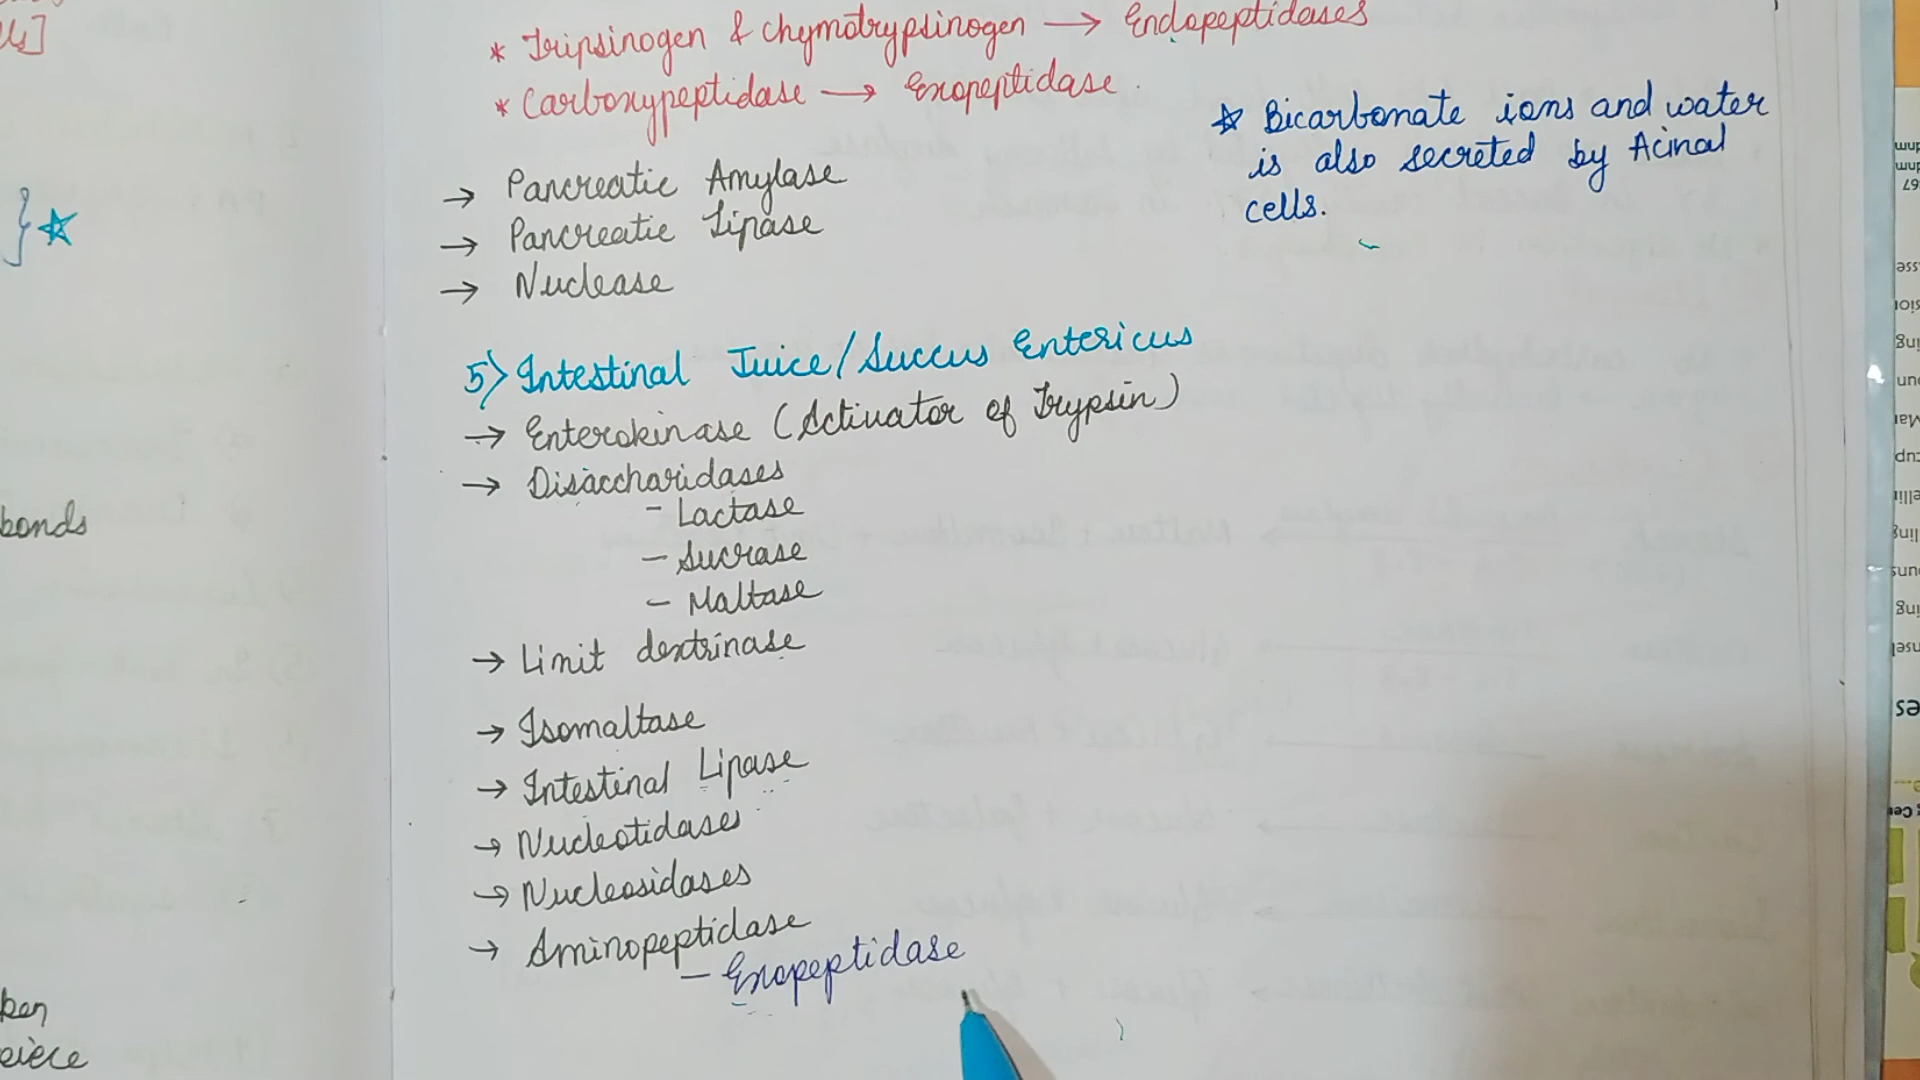 * Tripsinogen & chymotrypsinogen → Endopeptidases
* Carboxypeptidase → Exopeptidase.
→ Pancreatic Amylase
→ Pancreatic Lipase
→ Nuclease
☆ Bicarbonate ions and water
is also secreted by Acinal
cells.
5) Intestinal Juice/Succus Entericus
→ Enterokinase (Activator of Trypsin)
→ Disaccharidases
- Lactase
- Sucrase
- Maltase
→ Limit dextrinase
→ Isomaltase
→ Intestinal Lipase
→ Nucleotidases
→ Nucleosidases
→ Aminopeptidase
- Exopeptidase
bonds